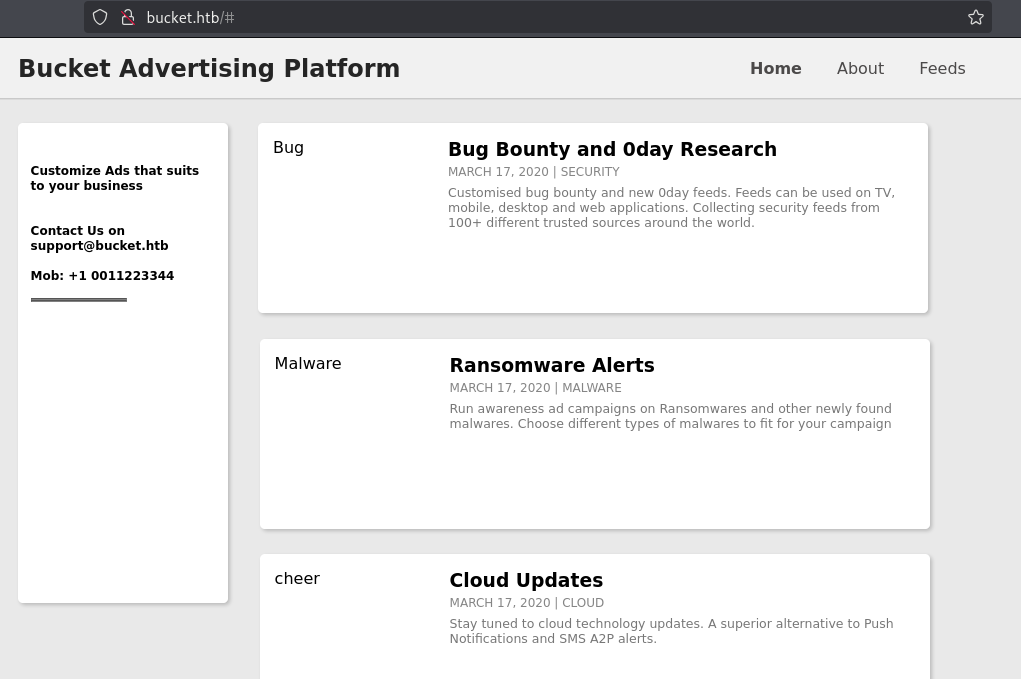 bucket.htb/#
Bucket Advertising Platform
Home About Feeds
Customize Ads that suits
to your business
Contact Us on
support@bucket.htb
Mob: +1 0011223344
Bug
Bug Bounty and 0day Research
MARCH 17, 2020 | SECURITY
Customised bug bounty and new 0day feeds. Feeds can be used on TV,
mobile, desktop and web applications. Collecting security feeds from
100+ different trusted sources around the world.
Malware
Ransomware Alerts
MARCH 17, 2020 | MALWARE
Run awareness ad campaigns on Ransomwares and other newly found
malwares. Choose different types of malwares to fit for your campaign
cheer
Cloud Updates
MARCH 17, 2020 | CLOUD
Stay tuned to cloud technology updates. A superior alternative to Push
Notifications and SMS A2P alerts.